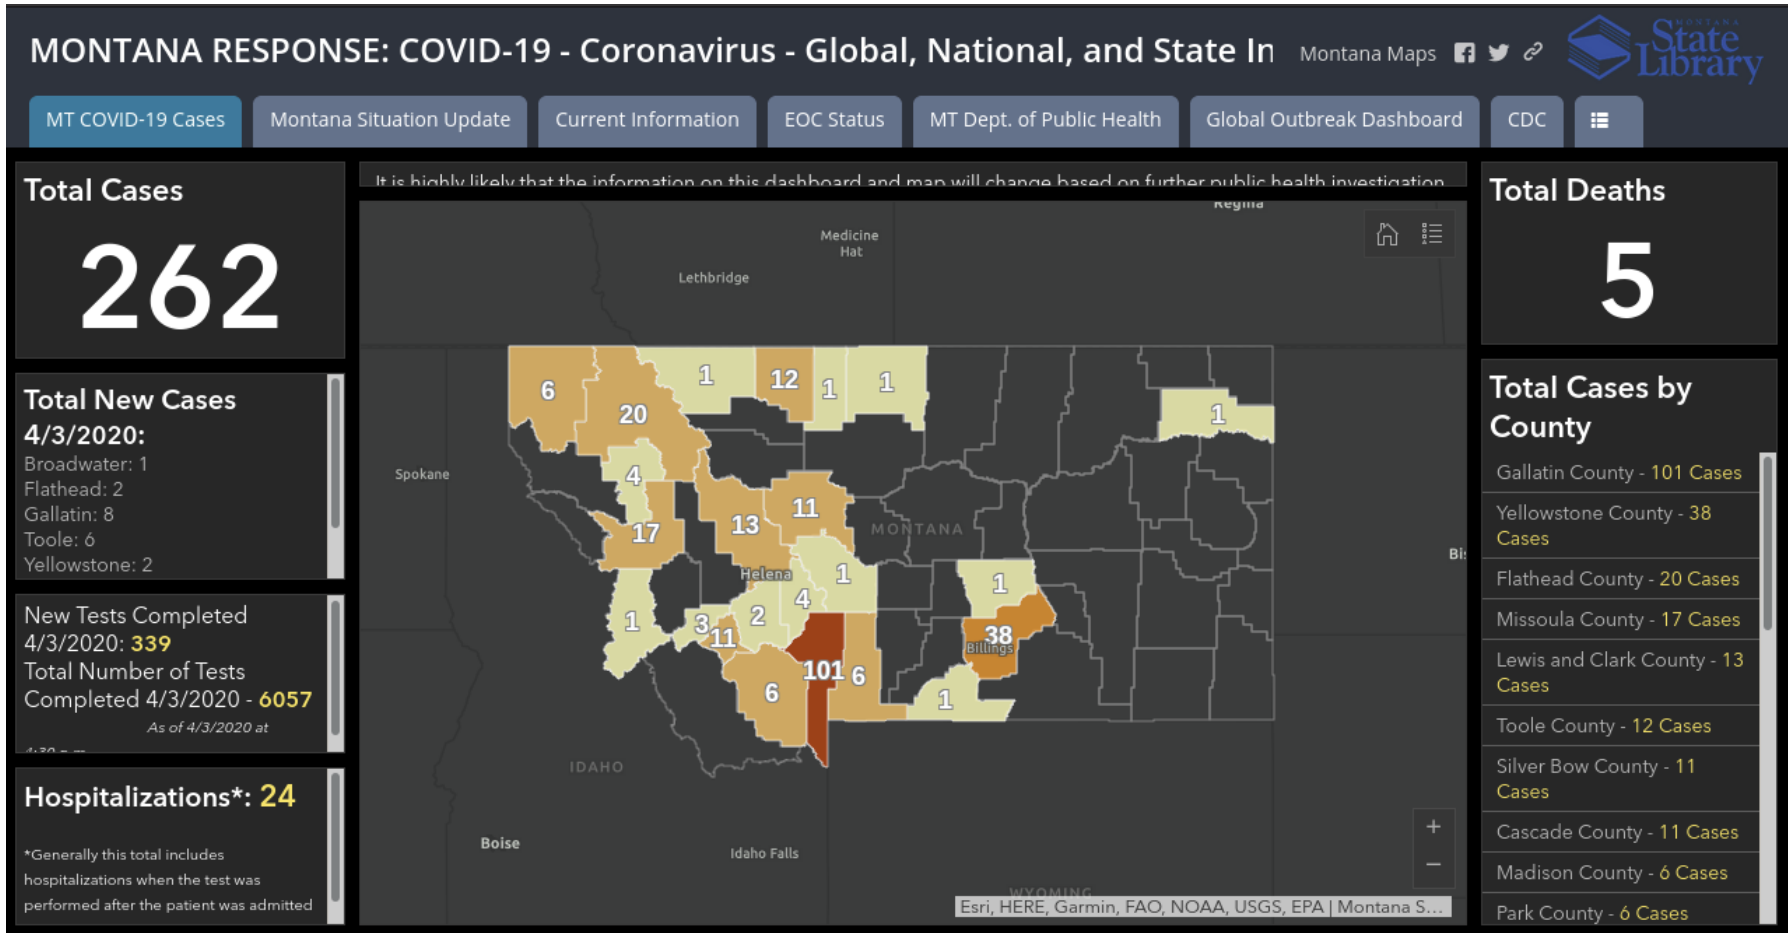 MONTANA RESPONSE: COVID-19 - Coronavirus - Global, National, and State In
Montana Maps
MONTANA
State
Library
MT COVID-19 Cases
Montana Situation Update
Current Information
EOC Status
MT Dept. of Public Health
Global Outbreak Dashboard
CDC
Total Cases
262
Total New Cases
4/3/2020:
Broadwater: 1
Flathead: 2
Gallatin: 8
Toole: 6
Yellowstone: 2
New Tests Completed
4/3/2020: 339
Total Number of Tests
Completed 4/3/2020 - 6057
As of 4/3/2020 at
4:30 p.m.
Hospitalizations*: 24
*Generally this total includes
hospitalizations when the test was
performed after the patient was admitted
It is highly likely that the information on this dashboard and map will change based on further public health investigation
Regina
Medicine
Hat
Lethbridge
6
20
1
12
1
1
1
Spokane
4
17
13
11
MONTANA
Bis
Helena
1
1
4
2
3
11
1
1
38
Billings
101
6
6
1
IDAHO
Boise
Idaho Falls
WYOMING
+
−
Esri, HERE, Garmin, FAO, NOAA, USGS, EPA | Montana S...
Total Deaths
5
Total Cases by
County
Gallatin County - 101 Cases
Yellowstone County - 38
Cases
Flathead County - 20 Cases
Missoula County - 17 Cases
Lewis and Clark County - 13
Cases
Toole County - 12 Cases
Silver Bow County - 11
Cases
Cascade County - 11 Cases
Madison County - 6 Cases
Park County - 6 Cases